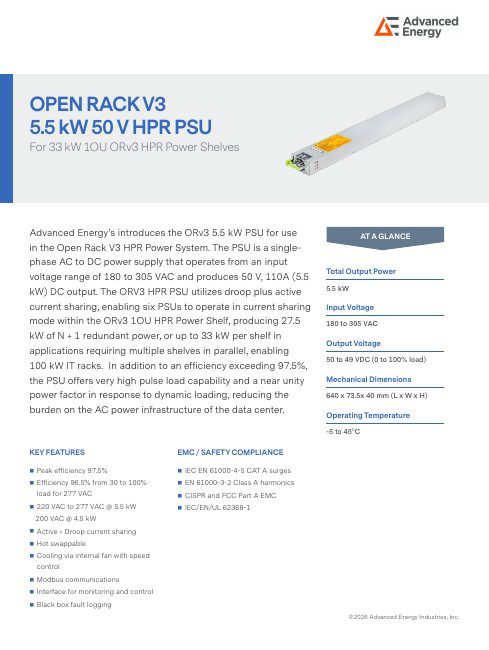 Advanced
Energy
OPEN RACK V3
5.5 kW 50 V HPR PSU
For 33 kW 1OU ORv3 HPR Power Shelves
Advanced Energy's introduces the ORv3 5.5 kW PSU for use
in the Open Rack V3 HPR Power System. The PSU is a single-
phase AC to DC power supply that operates from an input
voltage range of 180 to 305 VAC and produces 50 V, 110A (5.5
kW) DC output. The ORV3 HPR PSU utilizes droop plus active
current sharing, enabling six PSUs to operate in current sharing
mode within the ORv3 1OU HPR Power Shelf, producing 27.5
kW of N + 1 redundant power, or up to 33 kW per shelf in
applications requiring multiple shelves in parallel, enabling
100 kW IT racks. In addition to an efficiency exceeding 97.5%,
the PSU offers very high pulse load capability and a near unity
power factor in response to dynamic loading, reducing the
burden on the AC power infrastructure of the data center.
AT A GLANCE
Total Output Power
5.5 kW
Input Voltage
180 to 305 VAC
Output Voltage
50 to 49 VDC (0 to 100% load)
Mechanical Dimensions
640 x 73.5x 40 mm (L x W x H)
Operating Temperature
-5 to 45°C
KEY FEATURES
Peak efficiency 97.5%
Efficiency 96.5% from 30 to 100%
load for 277 VAC
220 VAC to 277 VAC @ 5.5 kW
200 VAC @ 4.5 kW
Active + Droop current sharing
Hot swappable
Cooling via internal fan with speed
control
Modbus communications
Interface for monitoring and control
Black box fault logging
EMC / SAFETY COMPLIANCE
IEC EN 61000-4-5 CAT A surges
EN 61000-3-2 Class A harmonics
CISPR and FCC Part A EMC
IEC/EN/UL 62368-1
©2026 Advanced Energy Industries, Inc.